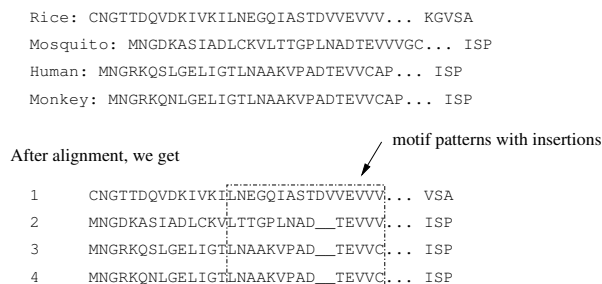 Rice: CNGTTDQVDKIVKILNEGQIASTDVVEVVV... KGVSA
Mosquito: MNGDKASIADLCKVLTTGPLNADTEVVVGC... ISP
Human: MNGRKQSLGELIGTLNAAKVPADTEVVCAP... ISP
Monkey: MNGRKQNLGELIGTLNAAKVPADTEVVCAP... ISP
motif patterns with insertions
After alignment, we get
1 CNGTTDQVDKIVKILNEGQIASTDVVEVVV... VSA
2 MNGDKASIADLCKVLTTGPLNAD__TEVVV... ISP
3 MNGRKQSLGELIGTLNAAKVPAD__TEVVC... ISP
4 MNGRKQNLGELIGTLNAAKVPAD__TEVVC... ISP